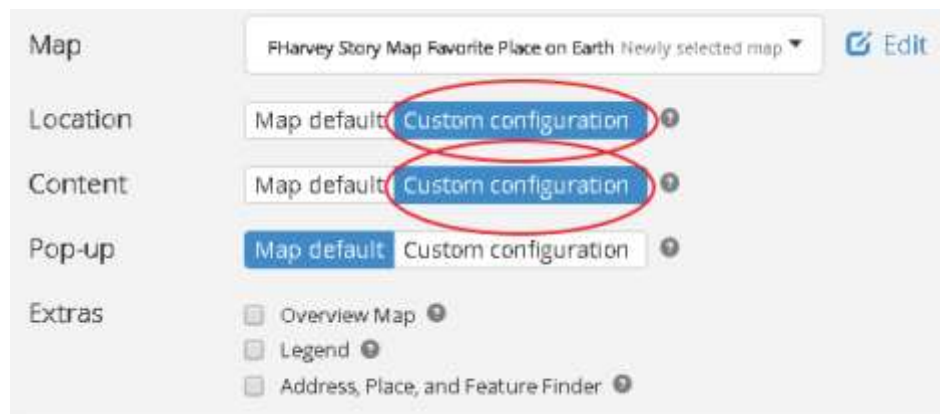 Map FHarvey Story Map Favorite Place on Earth Newly selected map Edit
Location Map default Custom configuration
Content Map default Custom configuration
Pop-up Map default Custom configuration
Extras Overview Map
Legend
Address, Place, and Feature Finder